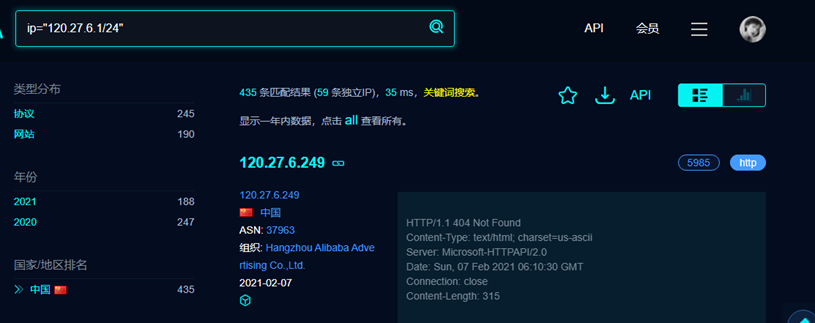 ip="120.27.6.1/24"
API
会员
类型分布
协议 245
网站 190
年份
2021 188
2020 247
国家/地区排名
中国 435
435 条匹配结果 (59 条独立IP)，35 ms，关键词搜索。
API
显示一年内数据，点击 all 查看所有。
120.27.6.249
5985
http
120.27.6.249
中国
ASN: 37963
组织: Hangzhou Alibaba Adve
rtising Co.,Ltd.
2021-02-07
HTTP/1.1 404 Not Found
Content-Type: text/html; charset=us-ascii
Server: Microsoft-HTTPAPI/2.0
Date: Sun, 07 Feb 2021 06:10:30 GMT
Connection: close
Content-Length: 315